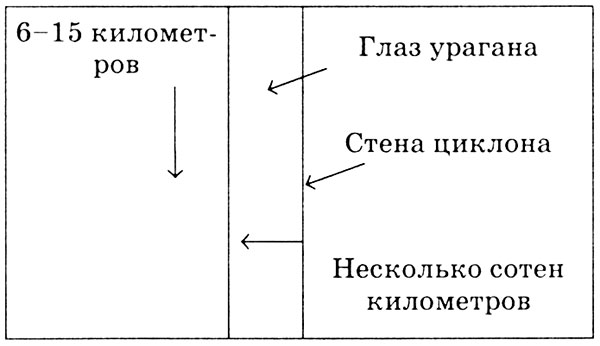 6–15 километ-
ров
Глаз урагана
Стена циклона
Несколько сотен
километров